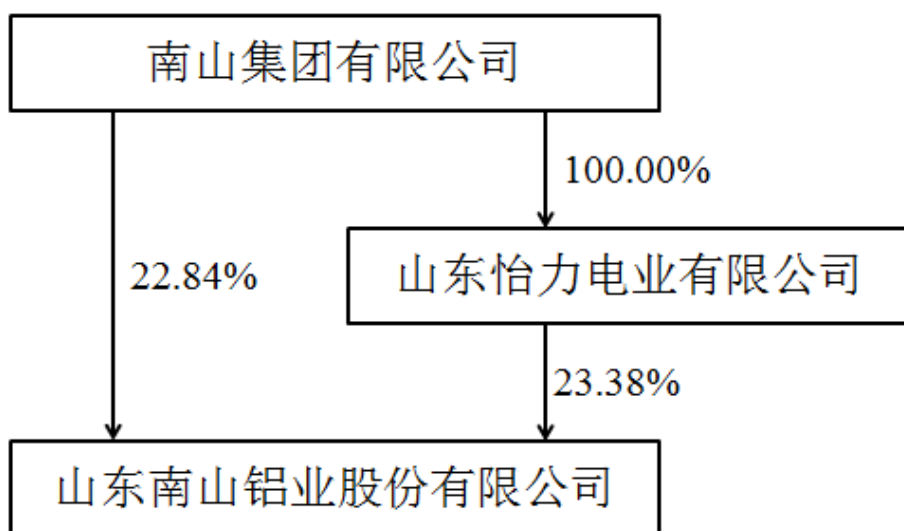 南山集团有限公司
100.00%
山东怡力电业有限公司
22.84%
23.38%
山东南山铝业股份有限公司